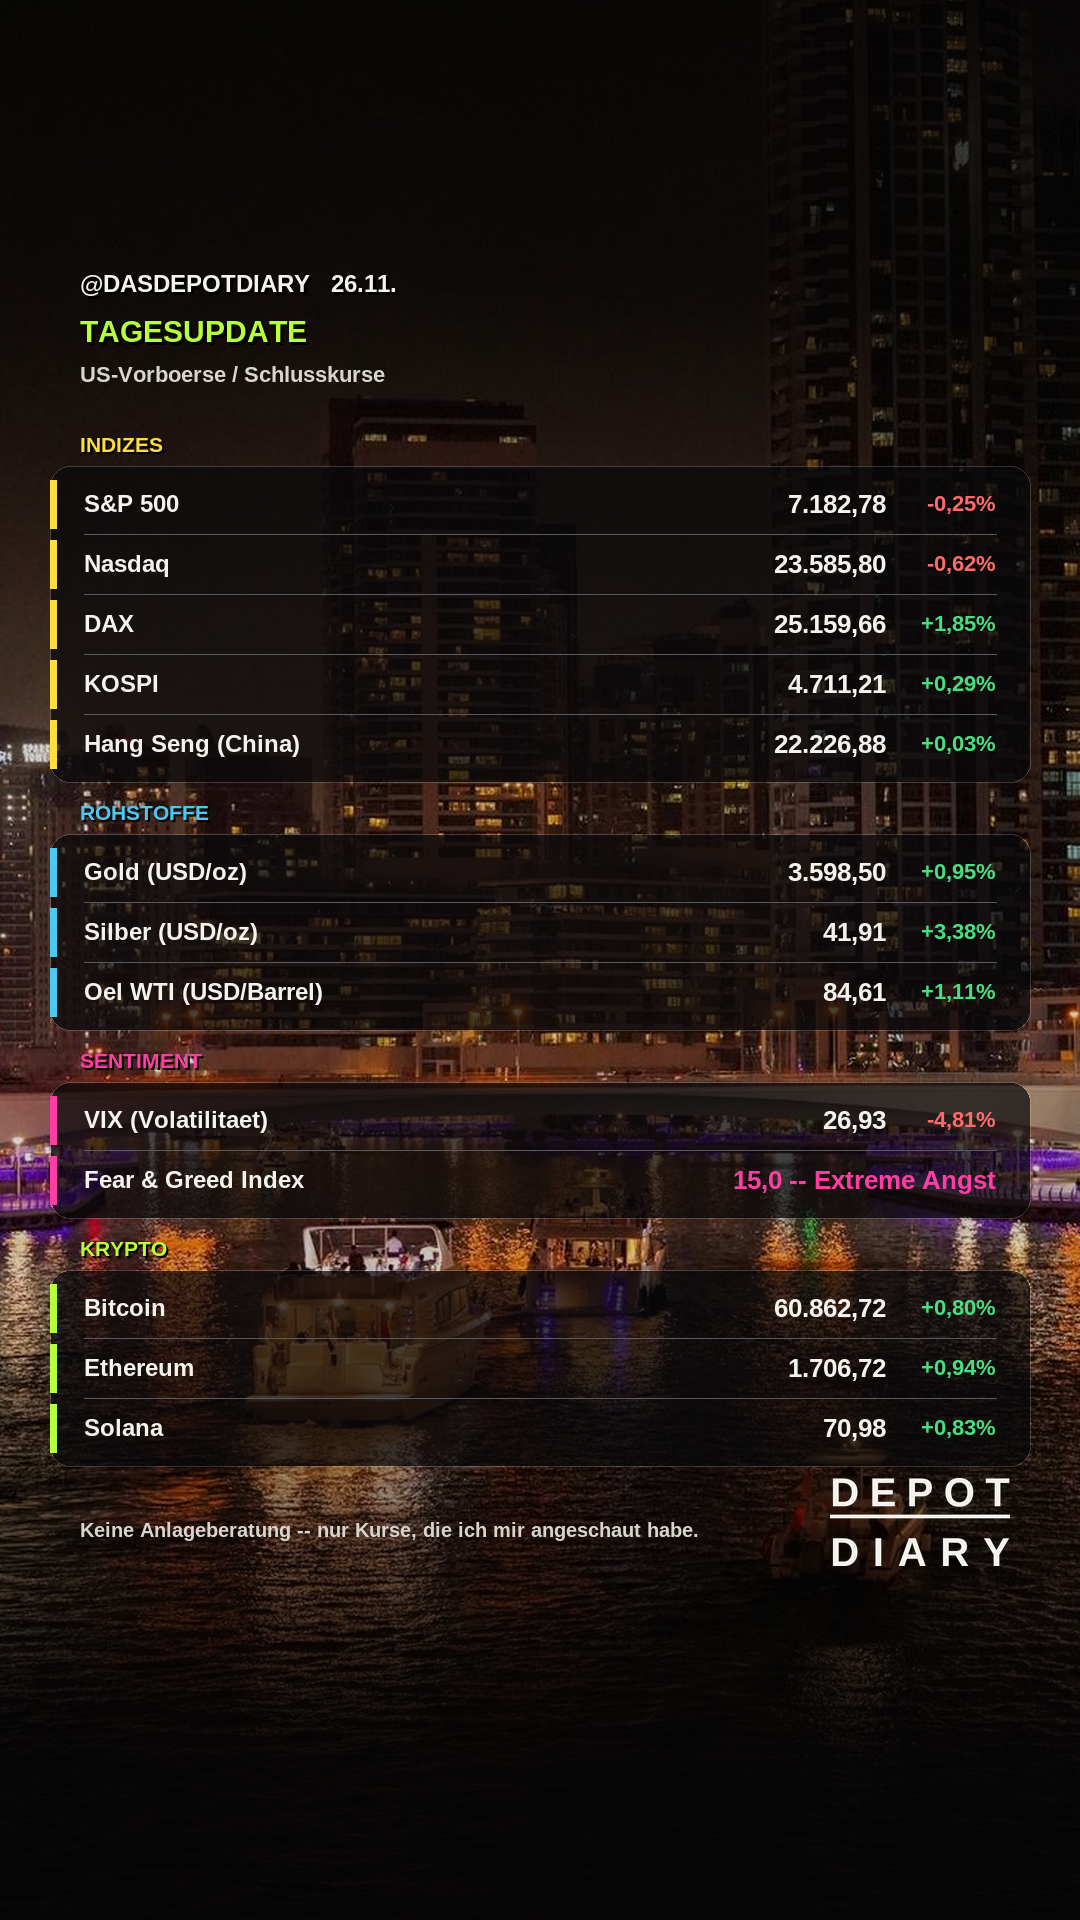 @DASDEPOTDIARY 26.11.
TAGESUPDATE
US-Vorboerse / Schlusskurse
INDIZES
S&P 500 7.182,78 -0,25%
Nasdaq 23.585,80 -0,62%
DAX 25.159,66 +1,85%
KOSPI 4.711,21 +0,29%
Hang Seng (China) 22.226,88 +0,03%
ROHSTOFFE
Gold (USD/oz) 3.598,50 +0,95%
Silber (USD/oz) 41,91 +3,38%
Oel WTI (USD/Barrel) 84,61 +1,11%
SENTIMENT
VIX (Volatilitaet) 26,93 -4,81%
Fear & Greed Index 15,0 -- Extreme Angst
KRYPTO
Bitcoin 60.862,72 +0,80%
Ethereum 1.706,72 +0,94%
Solana 70,98 +0,83%
Keine Anlageberatung -- nur Kurse, die ich mir angeschaut habe.
DEPOT
DIARY